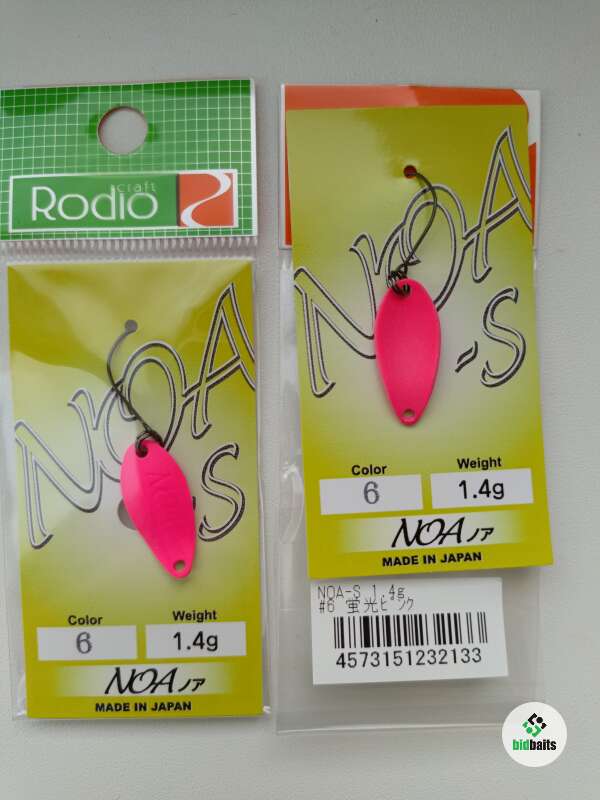 craft
Rodio
NOA
-S
NOA
Color
6
Weight
1.4g
NOAノア
MADE IN JAPAN
NOA
-S
Color
6
Weight
1.4g
NOAノア
MADE IN JAPAN
NOA-S 1.4g
#6 蛍光ﾋﾟﾝｸ
4573151232133
bidbaits